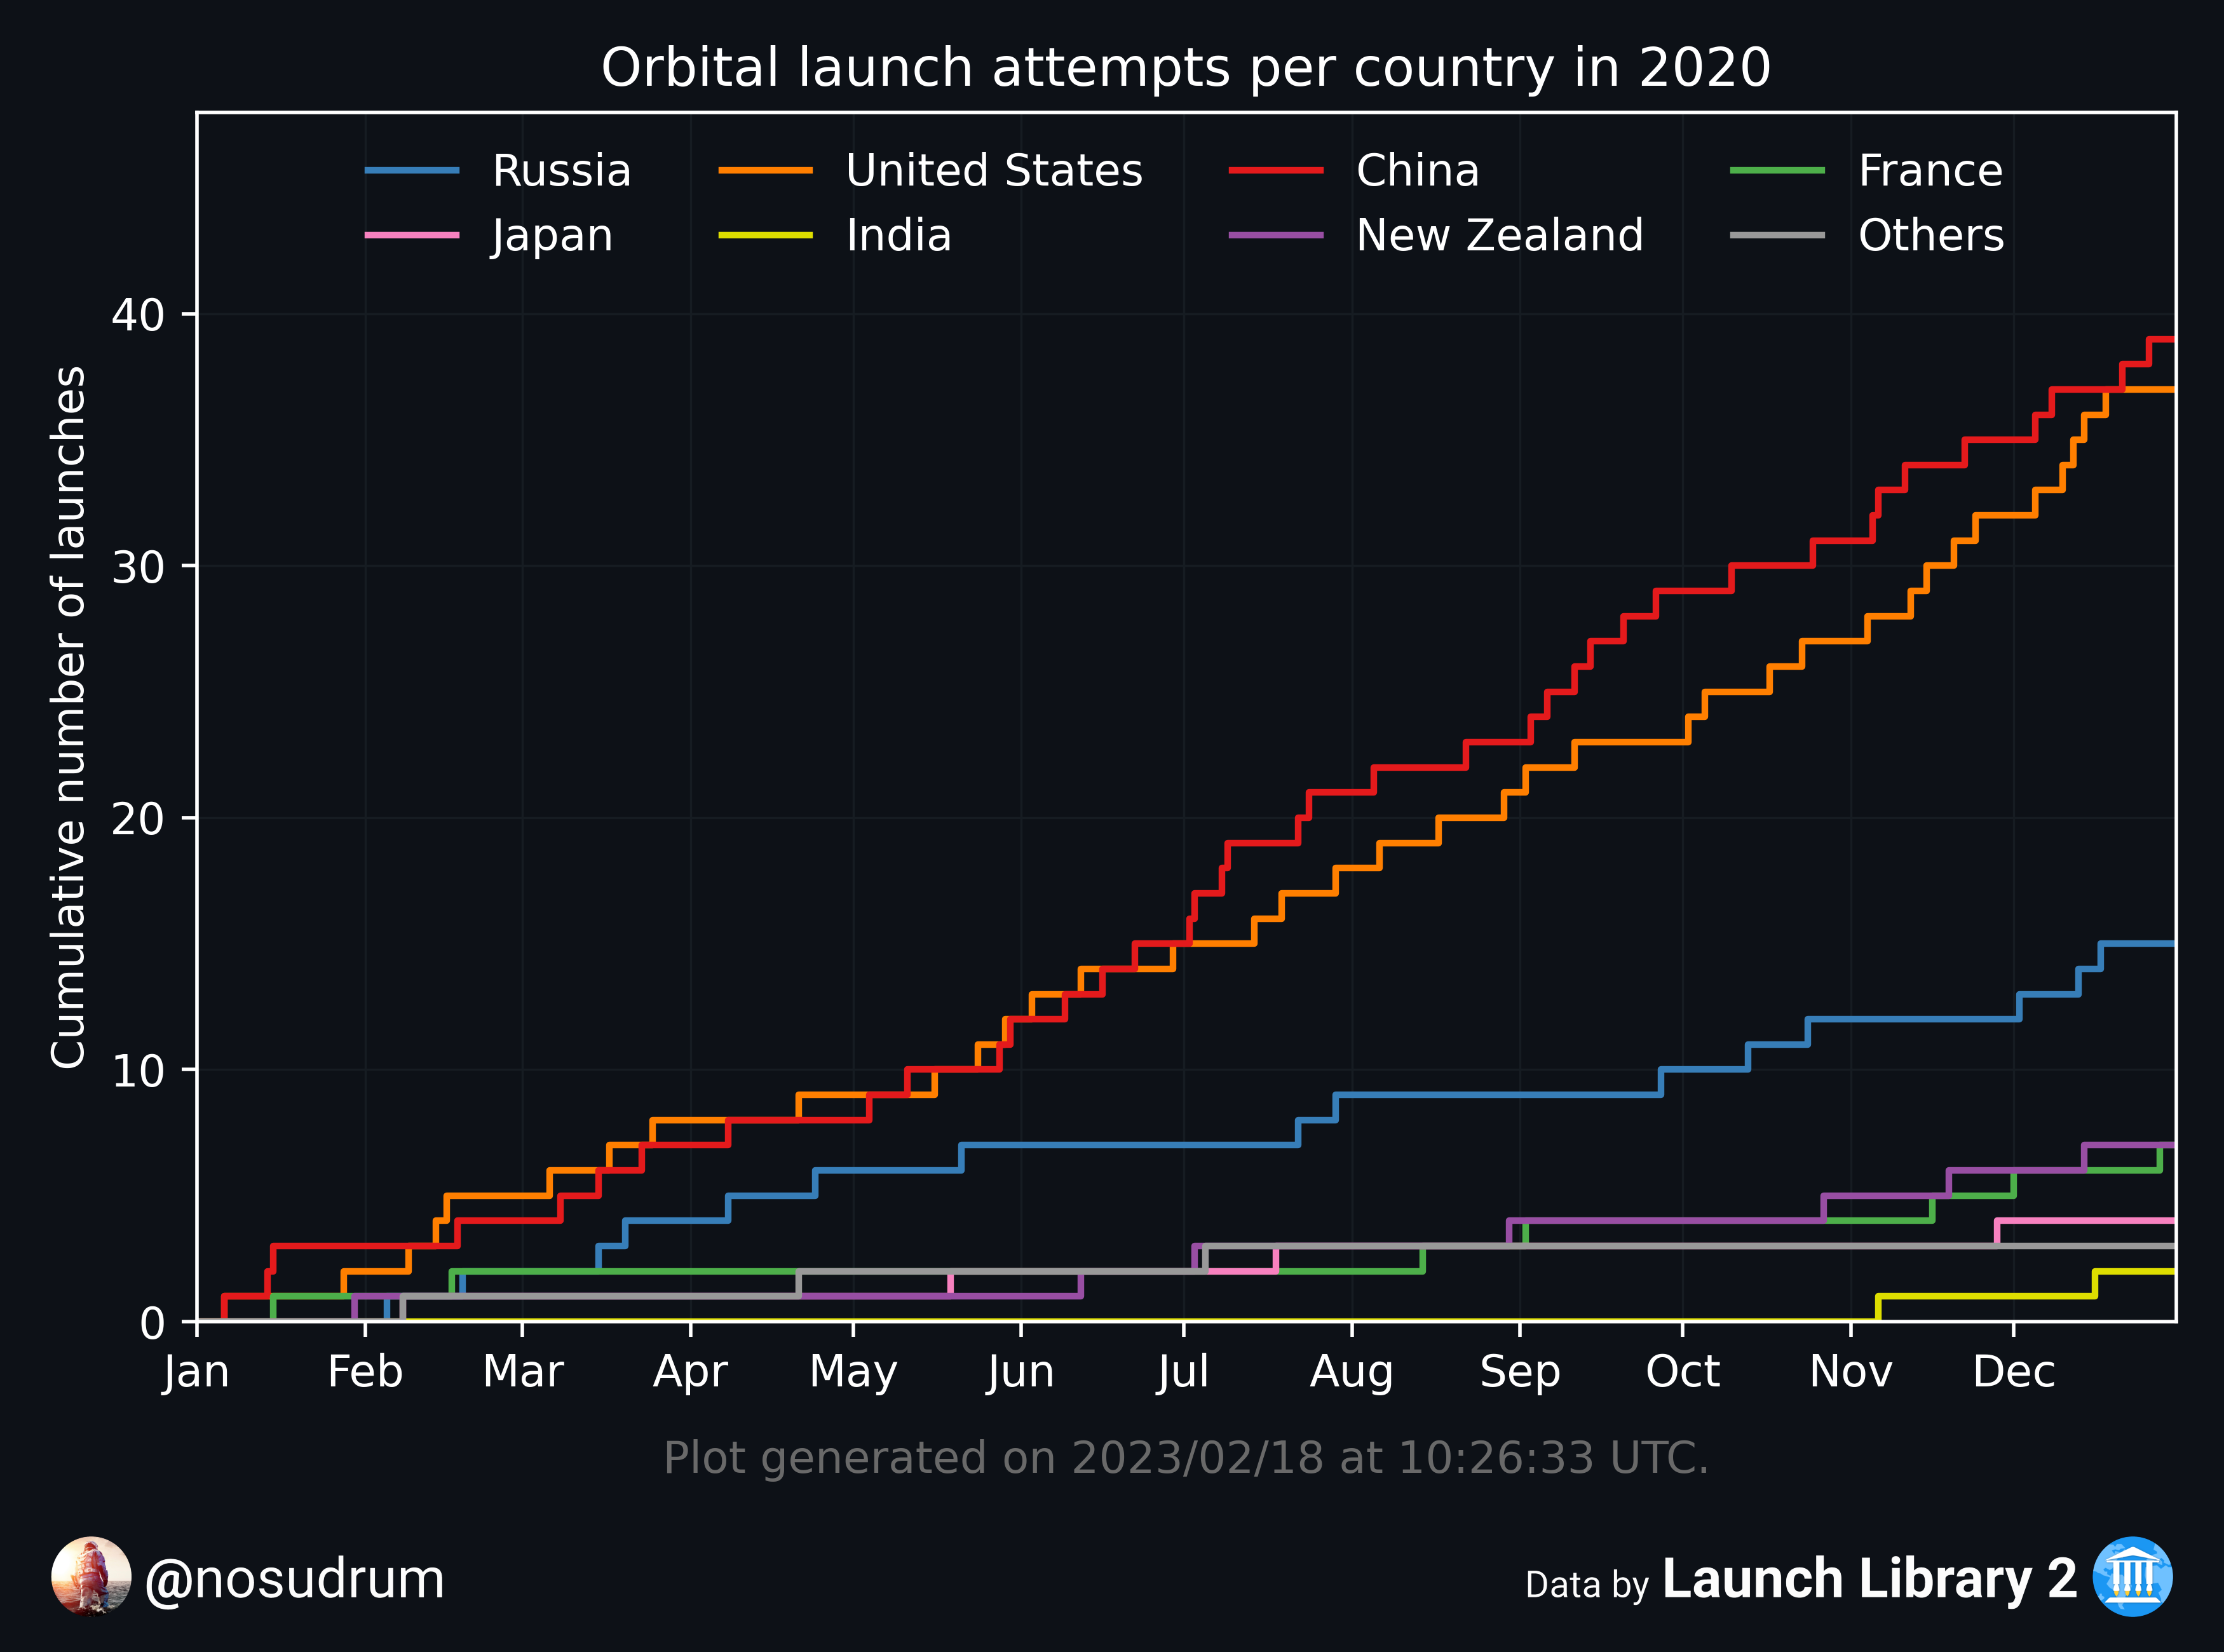 Orbital launch attempts per country in 2020
Russia United States China France
Japan India New Zealand Others
Cumulative number of launches
40
30
20
10
0
Jan Feb Mar Apr May Jun Jul Aug Sep Oct Nov Dec
Plot generated on 2023/02/18 at 10:26:33 UTC.
@nosudrum
Data by Launch Library 2